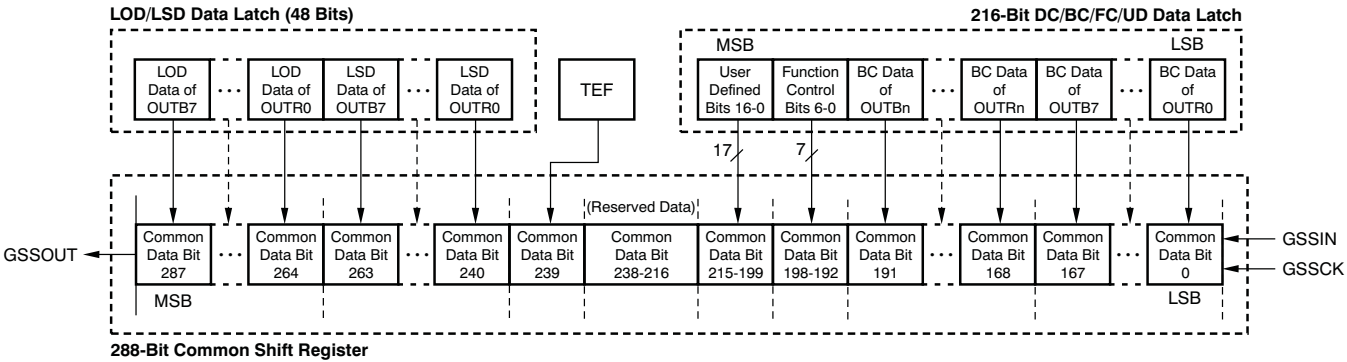 LOD/LSD Data Latch (48 Bits)
216-Bit DC/BC/FC/UD Data Latch
MSB
LSB
LOD
Data of
OUTB7
...
LOD
Data of
OUTR0
LSD
Data of
OUTB7
...
LSD
Data of
OUTR0
TEF
User
Defined
Bits 16-0
Function
Control
Bits 6-0
BC Data
of
OUTBn
...
BC Data
of
OUTRn
BC Data
of
OUTB7
...
BC Data
of
OUTR0
17
7
(Reserved Data)
GSSOUT
Common
Data Bit
287
...
Common
Data Bit
264
Common
Data Bit
263
...
Common
Data Bit
240
Common
Data Bit
239
Common
Data Bit
238-216
Common
Data Bit
215-199
Common
Data Bit
198-192
Common
Data Bit
191
...
Common
Data Bit
168
Common
Data Bit
167
...
Common
Data Bit
0
GSSIN
GSSCK
MSB
LSB
288-Bit Common Shift Register